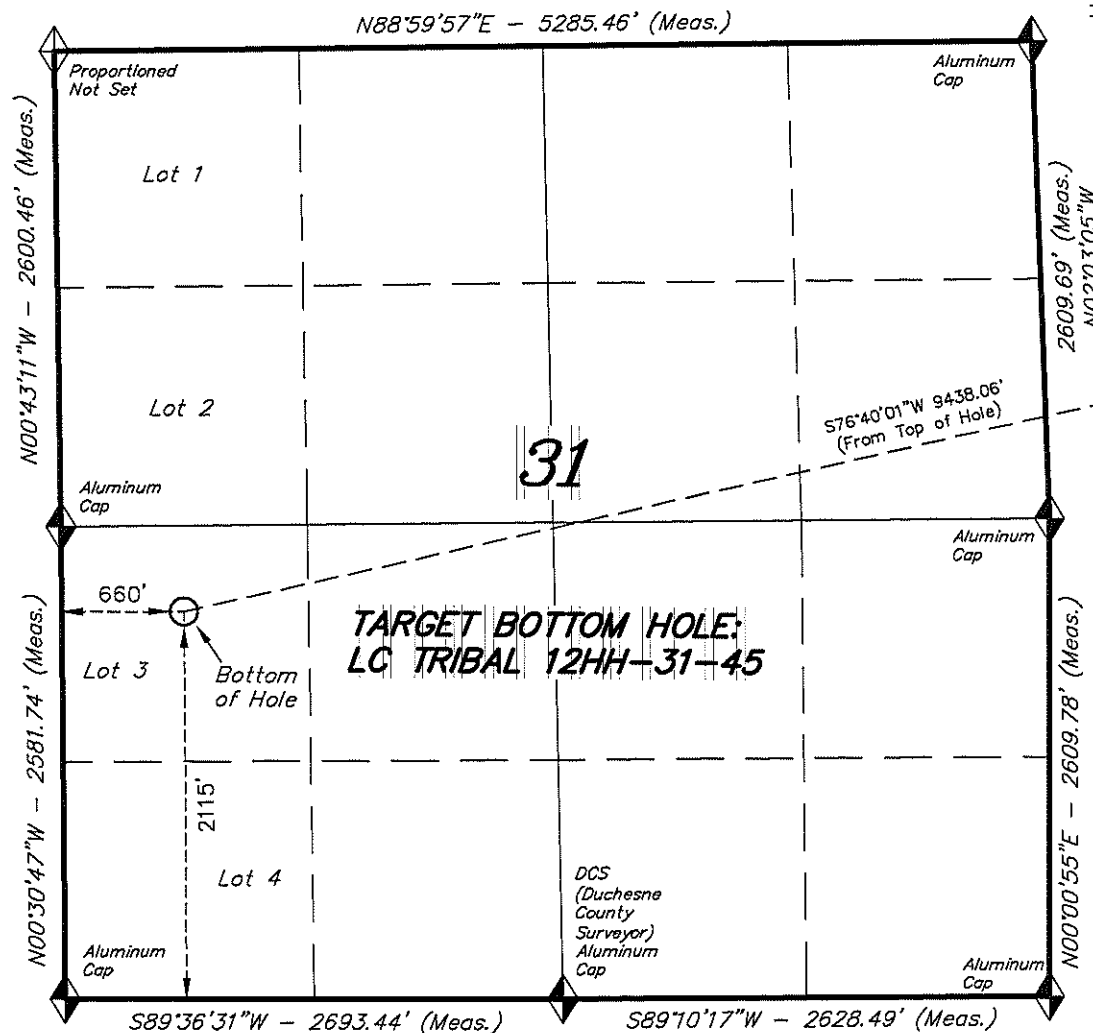 N88°59'57"E - 5285.46' (Meas.)
Proportioned
Not Set
Aluminum
Cap
N00°43'11"W - 2600.46' (Meas.)
Lot 1
2609.69' (Meas.)
N02°03'05"W
Lot 2
S76°40'01"W 9438.06'
(From Top of Hole)
31
Aluminum
Cap
Aluminum
Cap
660'
TARGET BOTTOM HOLE:
LC TRIBAL 12HH-31-45
Lot 3
Bottom
of Hole
N00°30'47"W - 2581.74' (Meas.)
2115'
N00°00'55"E - 2609.78' (Meas.)
Lot 4
DCS
(Duchesne
County
Surveyor)
Aluminum
Cap
Aluminum
Cap
Aluminum
Cap
S89°36'31"W - 2693.44' (Meas.)
S89°10'17"W - 2628.49' (Meas.)